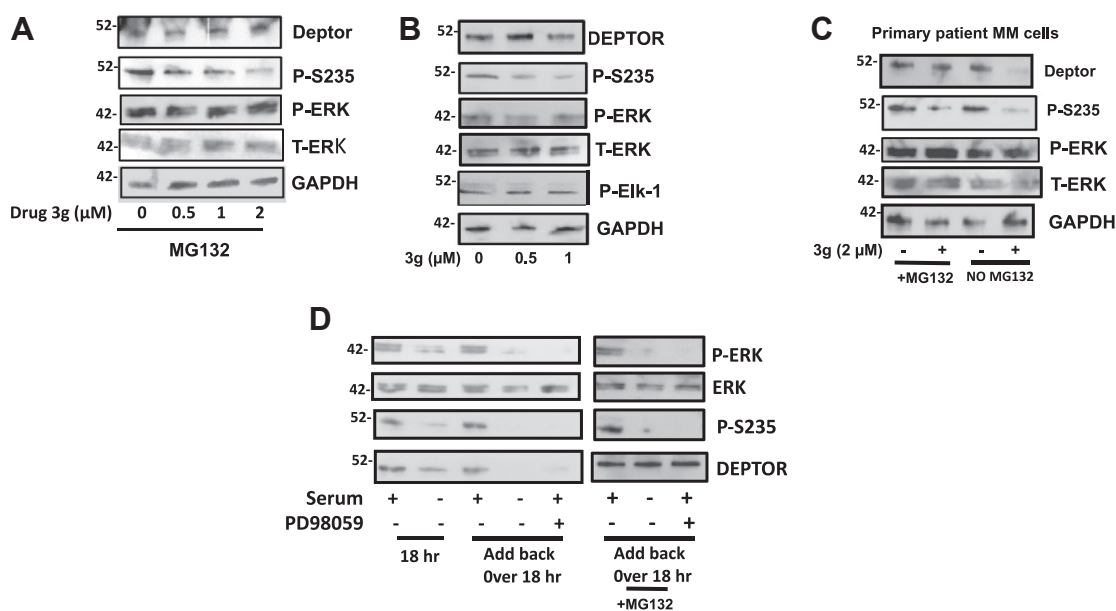 A
52-
Deptor
52-
P-S235
42-
P-ERK
42-
T-ERK
42-
GAPDH
Drug 3g (µM) 0 0.5 1 2
MG132
B
52-
DEPTOR
52-
P-S235
42-
P-ERK
42-
T-ERK
52-
P-Elk-1
42-
GAPDH
3g (µM) 0 0.5 1
C
Primary patient MM cells
52-
Deptor
52-
P-S235
42-
P-ERK
42-
T-ERK
42-
GAPDH
3g (2 µM) - + - +
+MG132 NO MG132
D
42-
P-ERK
42-
ERK
52-
P-S235
52-
DEPTOR
Serum + - + - + + - +
PD98059 - - - - + - - +
18 hr Add back Add back
0ver 18 hr 0ver 18 hr
+MG132